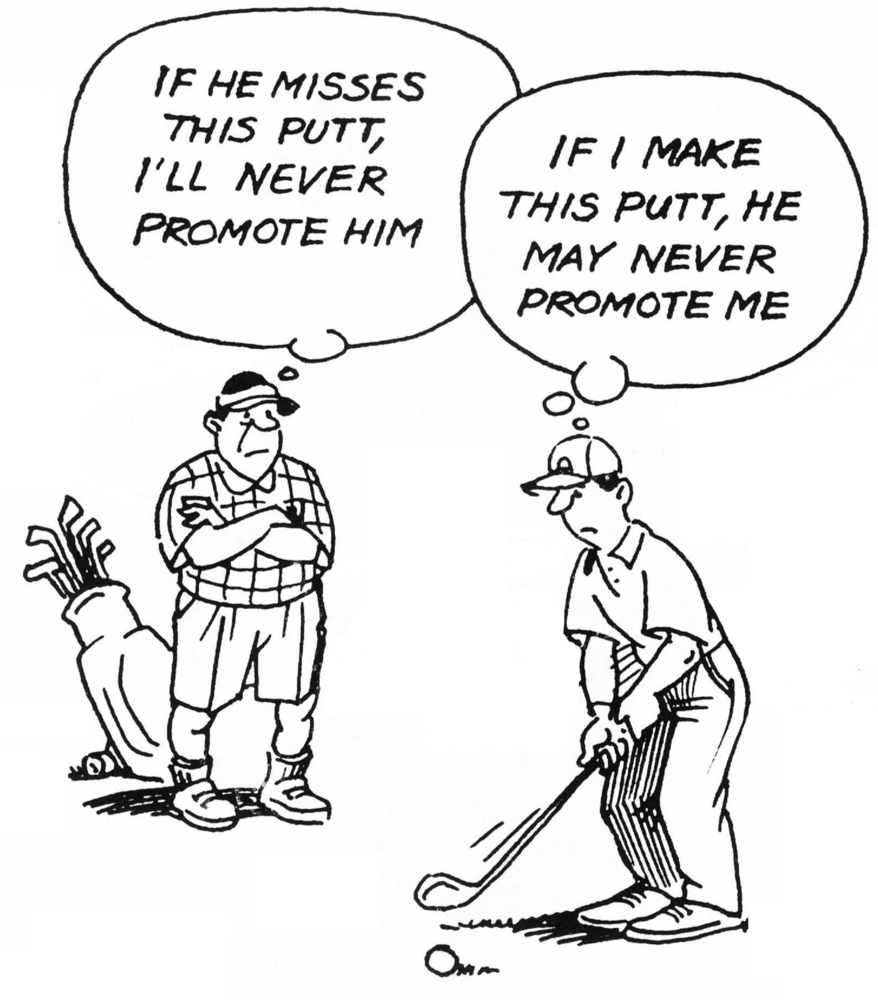 IF HE MISSES
THIS PUTT,
I'LL NEVER
PROMOTE HIM
IF I MAKE
THIS PUTT, HE
MAY NEVER
PROMOTE ME